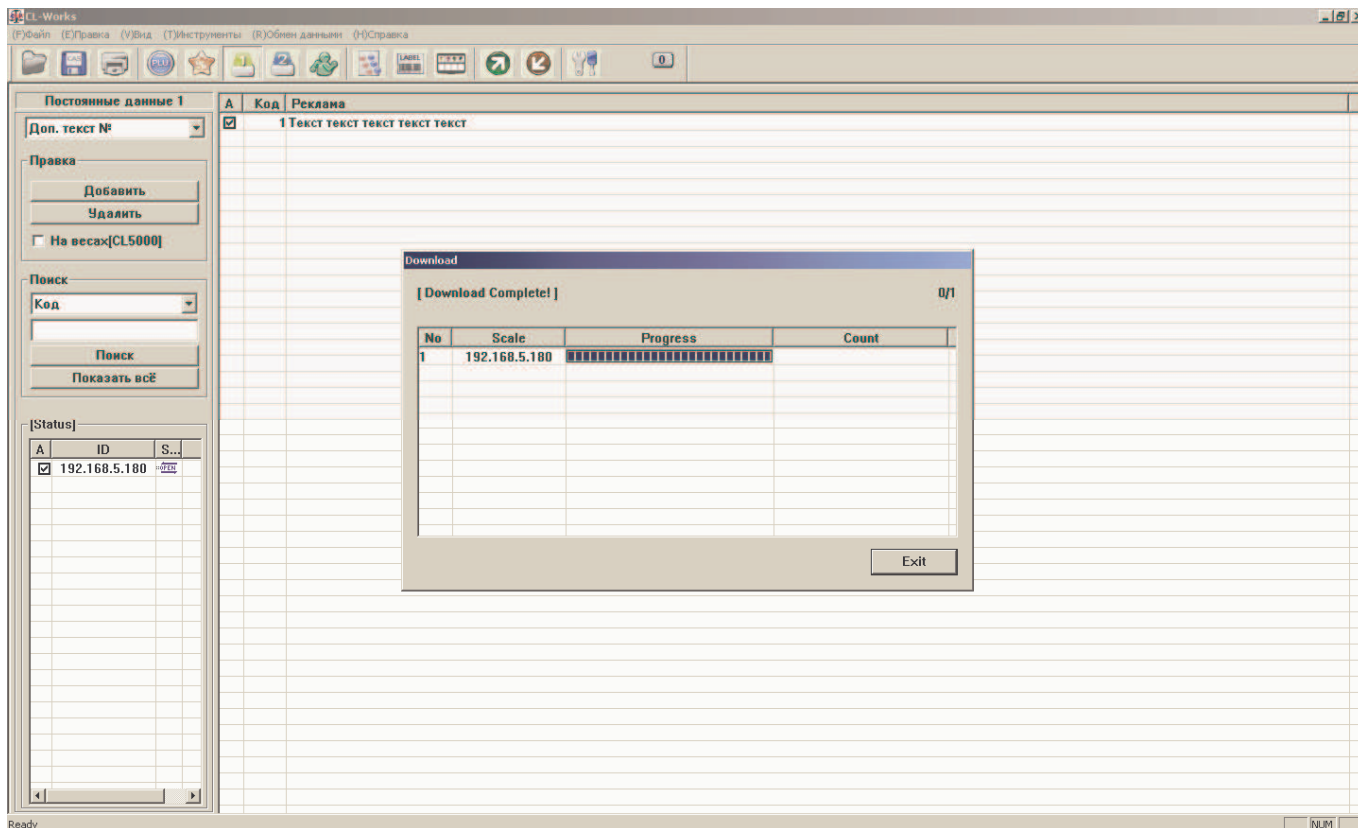 CL-Works
(F)Файл (E)Правка (V)Вид (T)Инструменты (R)Обмен данными (H)Справка
PLU 1 2 LABEL 0
Постоянные данные 1
A Код Реклама
Доп. текст №
1 Текст текст текст текст текст
Правка
Добавить
Удалить
На весах[CL5000]
Поиск
Код
Поиск
Показать всё
Download
[ Download Complete! ] 0/1
No Scale Progress Count
1 192.168.5.180
Exit
[Status]
A ID S...
192.168.5.180 OPEN
Ready NUM